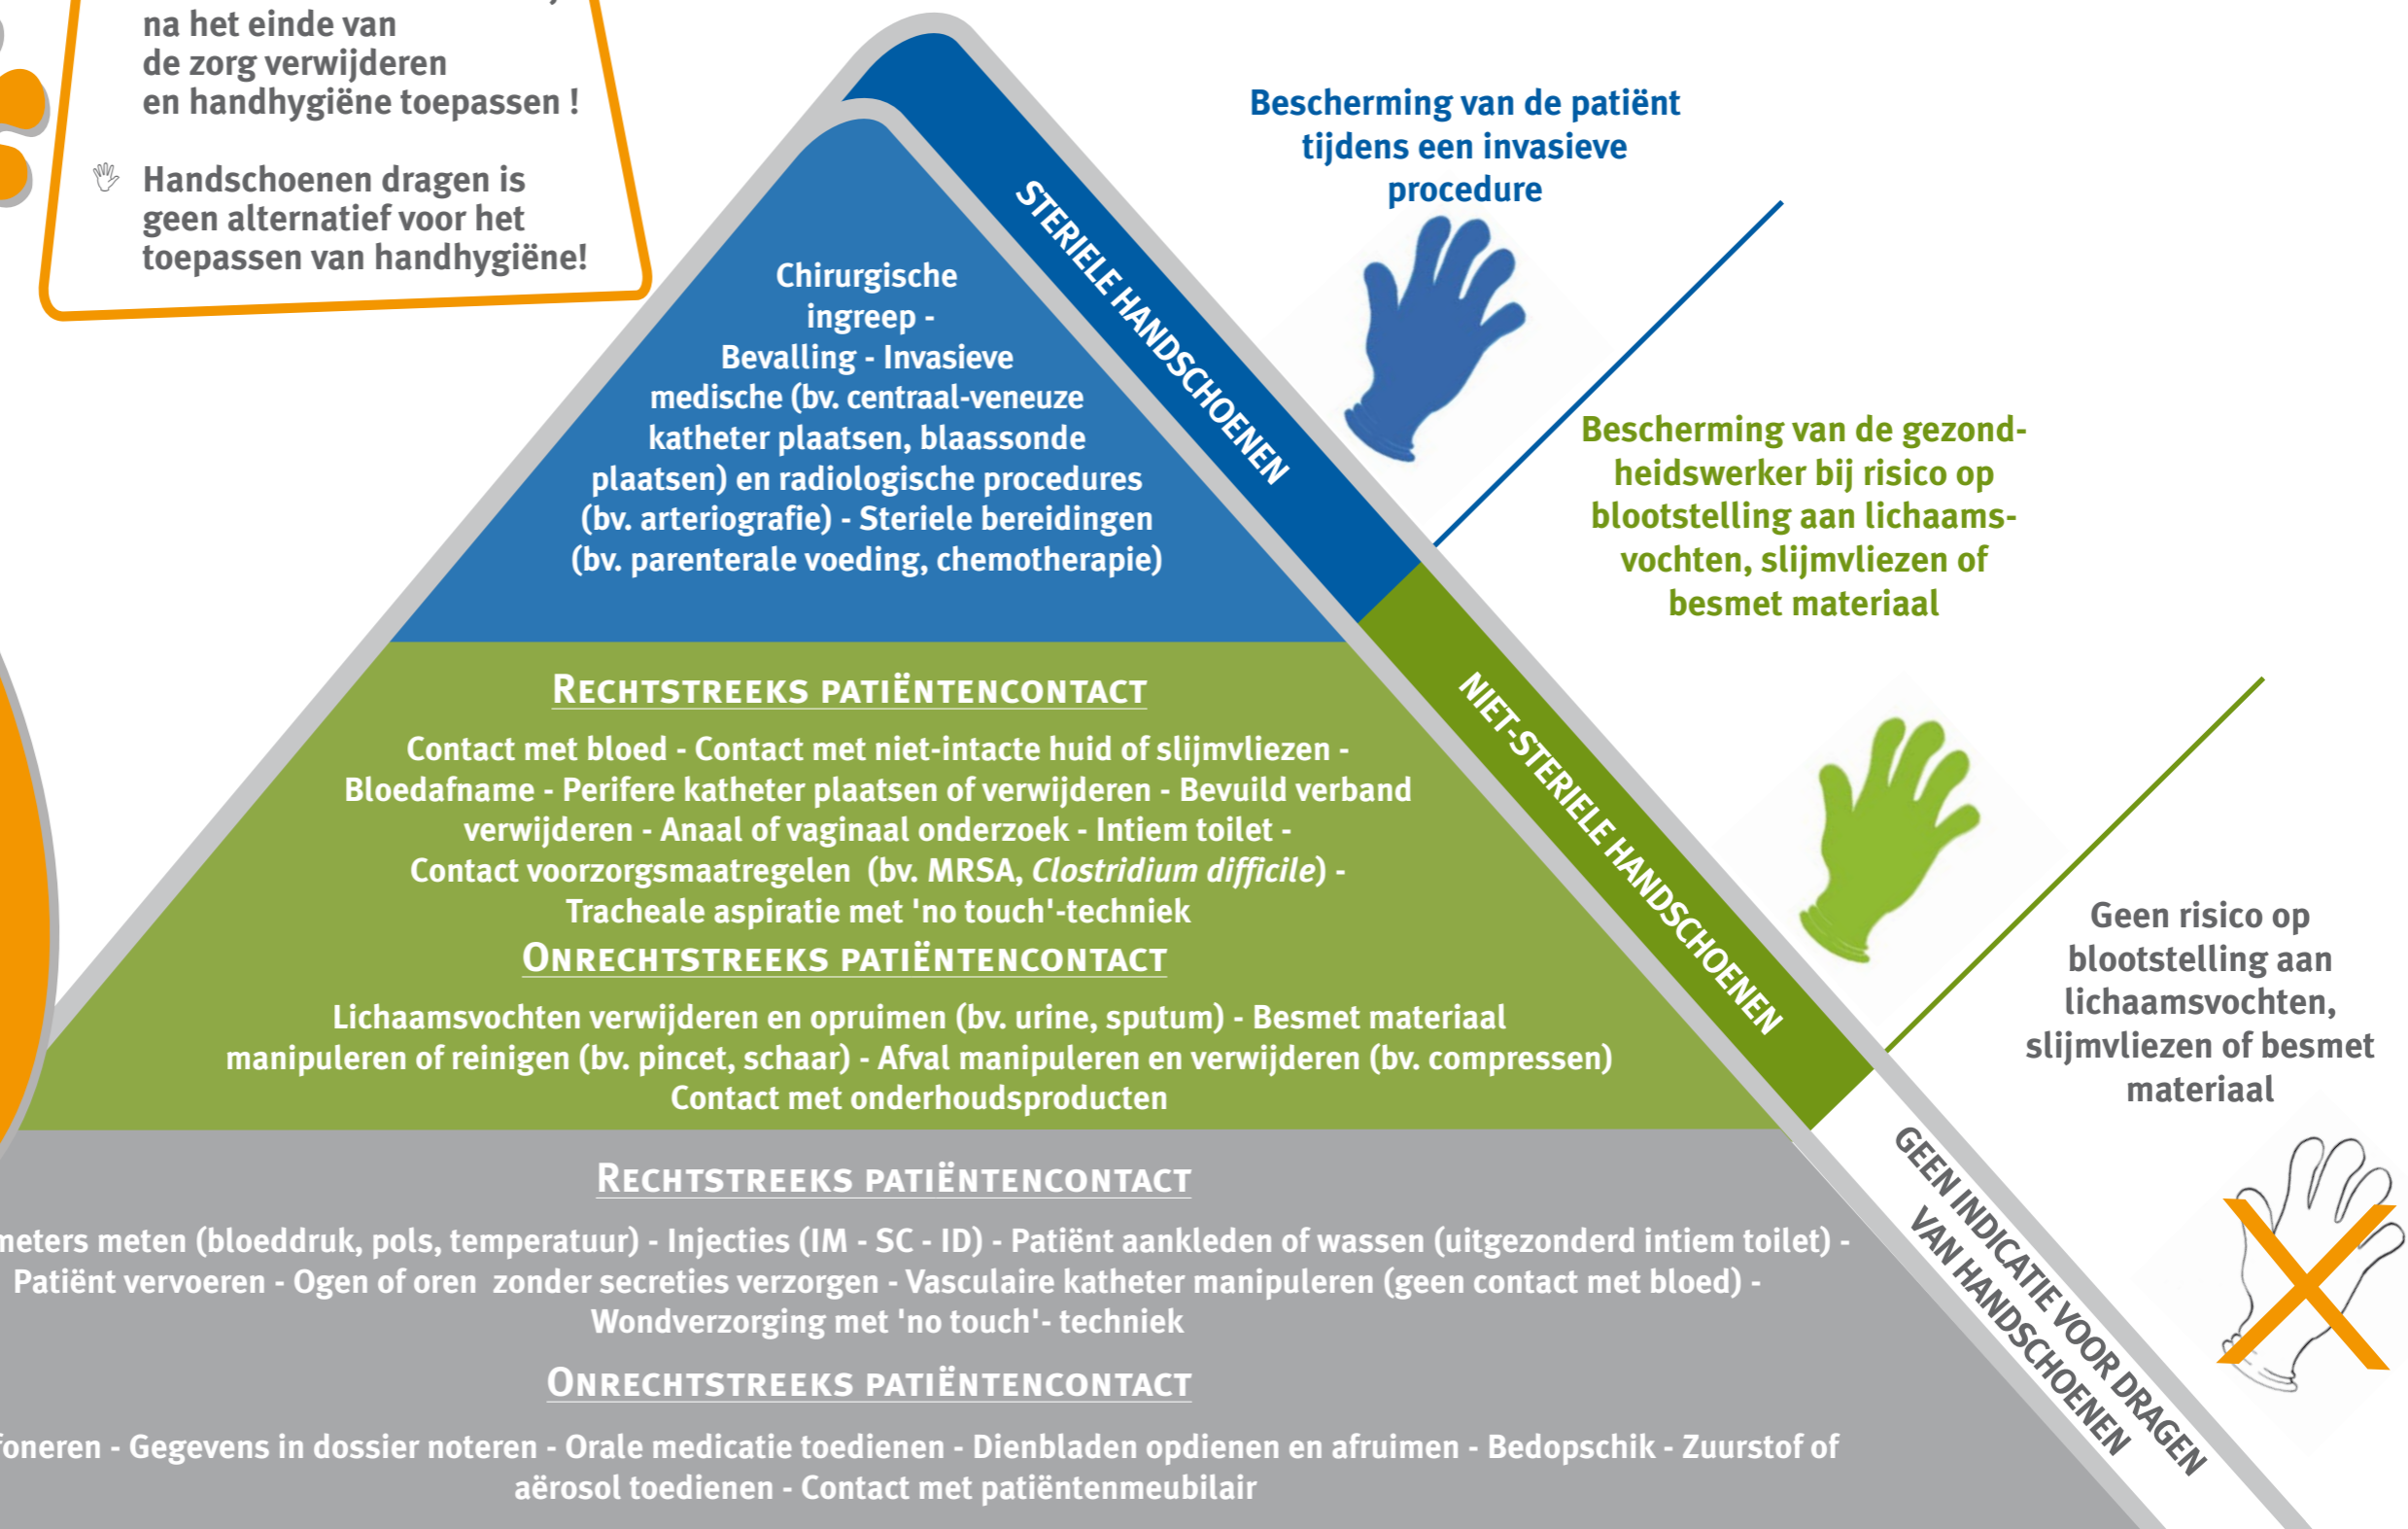 na het einde van
de zorg verwijderen
en handhygiëne toepassen !
Handschoenen dragen is
geen alternatief voor het
toepassen van handhygiëne!
Chirurgische
ingreep -
Bevalling - Invasieve
medische (bv. centraal-veneuze
katheter plaatsen, blaassonde
plaatsen) en radiologische procedures
(bv. arteriografie) - Steriele bereidingen
(bv. parenterale voeding, chemotherapie)
STERIELE HANDSCHOENEN
Bescherming van de patiënt
tijdens een invasieve
procedure
RECHTSTREEKS PATIËNTENCONTACT
Contact met bloed - Contact met niet-intacte huid of slijmvliezen -
Bloedafname - Perifere katheter plaatsen of verwijderen - Bevuild verband
verwijderen - Anaal of vaginaal onderzoek - Intiem toilet -
Contact voorzorgsmaatregelen (bv. MRSA, Clostridium difficile) -
Tracheale aspiratie met 'no touch'-techniek
ONRECHTSTREEKS PATIËNTENCONTACT
Lichaamsvochten verwijderen en opruimen (bv. urine, sputum) - Besmet materiaal
manipuleren of reinigen (bv. pincet, schaar) - Afval manipuleren en verwijderen (bv. compressen)
Contact met onderhoudsproducten
NIET-STERIELE HANDSCHOENEN
Bescherming van de gezond-
heidswerker bij risico op
blootstelling aan lichaams-
vochten, slijmvliezen of
besmet materiaal
RECHTSTREEKS PATIËNTENCONTACT
meters meten (bloeddruk, pols, temperatuur) - Injecties (IM - SC - ID) - Patiënt aankleden of wassen (uitgezonderd intiem toilet) -
Patiënt vervoeren - Ogen of oren zonder secreties verzorgen - Vasculaire katheter manipuleren (geen contact met bloed) -
Wondverzorging met 'no touch'- techniek
ONRECHTSTREEKS PATIËNTENCONTACT
foneren - Gegevens in dossier noteren - Orale medicatie toedienen - Dienbladen opdienen en afruimen - Bedopschik - Zuurstof of
aërosol toedienen - Contact met patiëntenmeubilair
GEEN INDICATIE VOOR DRAGEN
VAN HANDSCHOENEN
Geen risico op
blootstelling aan
lichaamsvochten,
slijmvliezen of besmet
materiaal